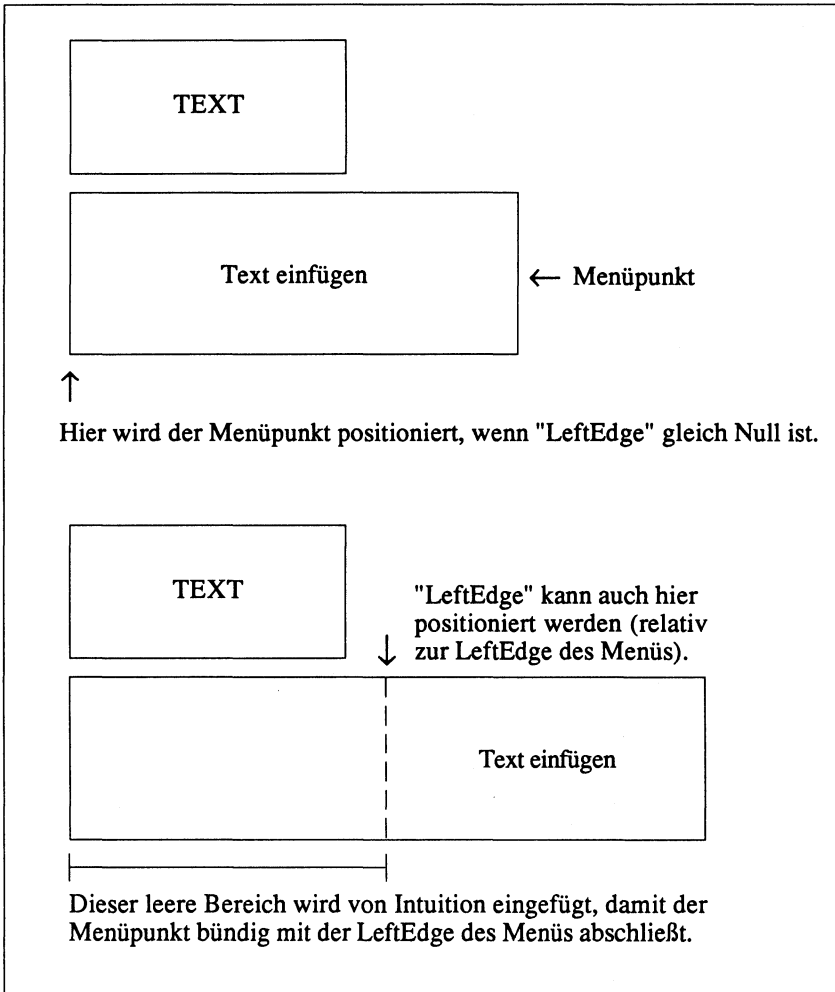 TEXT
Text einfügen
← Menüpunkt
↑
Hier wird der Menüpunkt positioniert, wenn "LeftEdge" gleich Null ist.
TEXT
"LeftEdge" kann auch hier
positioniert werden (relativ
↓ zur LeftEdge des Menüs).
Text einfügen
Dieser leere Bereich wird von Intuition eingefügt, damit der
Menüpunkt bündig mit der LeftEdge des Menüs abschließt.